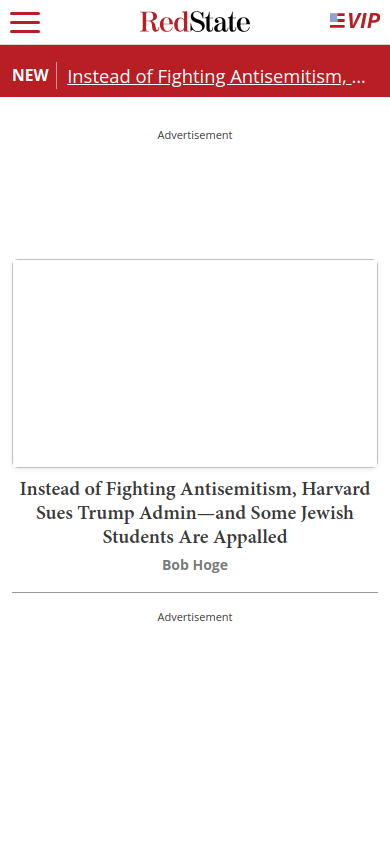 RedState
VIP
NEW
Instead of Fighting Antisemitism, ...
Advertisement
Instead of Fighting Antisemitism, Harvard
Sues Trump Admin—and Some Jewish
Students Are Appalled
Bob Hoge
Advertisement